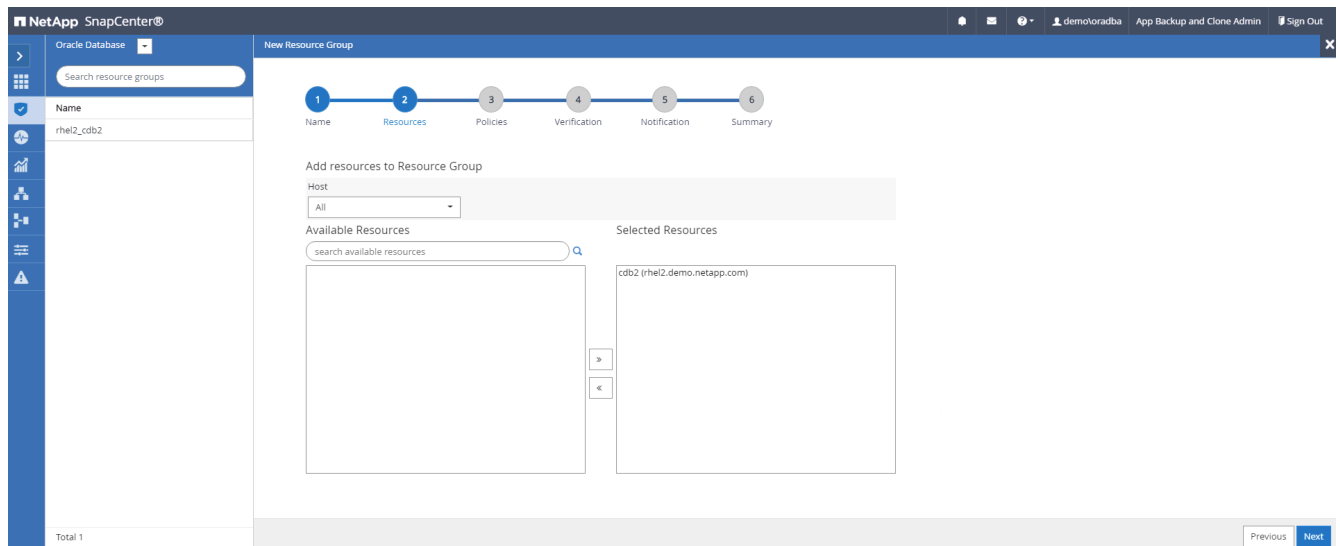 NetApp SnapCenter®
demo\oradba App Backup and Clone Admin Sign Out
Oracle Database
New Resource Group
Search resource groups
Name
rhel2_cdb2
1 2 3 4 5 6
Name Resources Policies Verification Notification Summary
Add resources to Resource Group
Host
All
Available Resources Selected Resources
search available resources
cdb2 (rhel2.demo.netapp.com)
Total 1
Previous Next